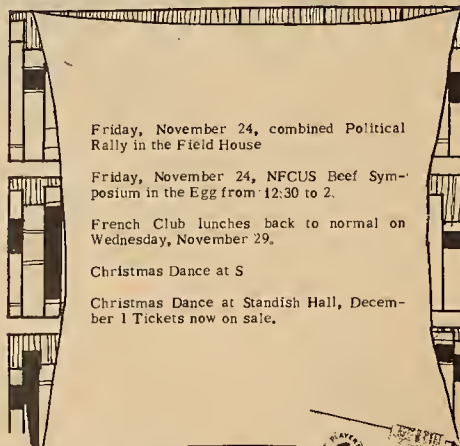 Friday, November 24, combined Political
Rally in the Field House
Friday, November 24, NFCUS Beef Sym-
posium in the Egg from 12:30 to 2.
French Club lunches back to normal on
Wednesday, November 29.
Christmas Dance at S
Christmas Dance at Standish Hall, Decem-
ber 1 Tickets now on sale.
PLAYER